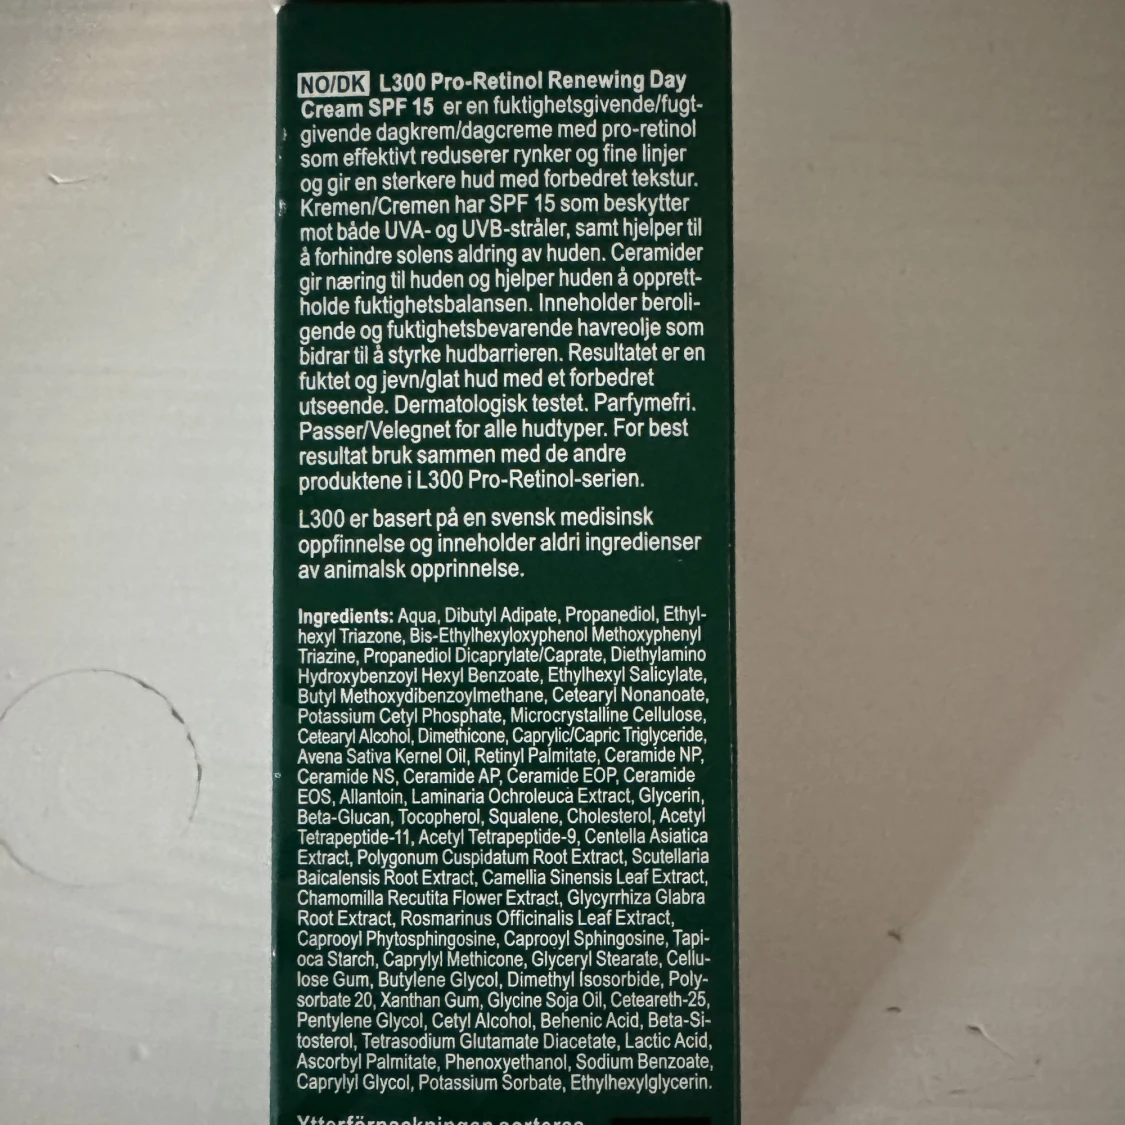 NO/DK L300 Pro-Retinol Renewing Day
Cream SPF 15 er en fuktighetsgivende/fugt-
givende dagkrem/dagcreme med pro-retinol
som effektivt reduserer rynker og fine linjer
og gir en sterkere hud med forbedret tekstur.
Kremen/Cremen har SPF 15 som beskytter
mot både UVA- og UVB-stråler, samt hjelper til
å forhindre solens aldring av huden. Ceramider
gir næring til huden og hjelper huden å opprett-
holde fuktighetsbalansen. Inneholder beroli-
gende og fuktighetsbevarende havreolje som
bidrar til å styrke hudbarrieren. Resultatet er en
fuktet og jevn/glat hud med et forbedret
utseende. Dermatologisk testet. Parfymefri.
Passer/Velegnet for alle hudtyper. For best
resultat bruk sammen med de andre
produktene i L300 Pro-Retinol-serien.
L300 er basert på en svensk medisinsk
oppfinnelse og inneholder aldri ingredienser
av animalsk opprinnelse.
Ingredients: Aqua, Dibutyl Adipate, Propanediol, Ethyl-
hexyl Triazone, Bis-Ethylhexyloxyphenol Methoxyphenyl
Triazine, Propanediol Dicaprylate/Caprate, Diethylamino
Hydroxybenzoyl Hexyl Benzoate, Ethylhexyl Salicylate,
Butyl Methoxydibenzoylmethane, Cetearyl Nonanoate,
Potassium Cetyl Phosphate, Microcrystalline Cellulose,
Cetearyl Alcohol, Dimethicone, Caprylic/Capric Triglyceride,
Avena Sativa Kernel Oil, Retinyl Palmitate, Ceramide NP,
Ceramide NS, Ceramide AP, Ceramide EOP, Ceramide
EOS, Allantoin, Laminaria Ochroleuca Extract, Glycerin,
Beta-Glucan, Tocopherol, Squalene, Cholesterol, Acetyl
Tetrapeptide-11, Acetyl Tetrapeptide-9, Centella Asiatica
Extract, Polygonum Cuspidatum Root Extract, Scutellaria
Baicalensis Root Extract, Camellia Sinensis Leaf Extract,
Chamomilla Recutita Flower Extract, Glycyrrhiza Glabra
Root Extract, Rosmarinus Officinalis Leaf Extract,
Caprooyl Phytosphingosine, Caprooyl Sphingosine, Tapi-
oca Starch, Caprylyl Methicone, Glyceryl Stearate, Cellu-
lose Gum, Butylene Glycol, Dimethyl Isosorbide, Poly-
sorbate 20, Xanthan Gum, Glycine Soja Oil, Ceteareth-25,
Pentylene Glycol, Cetyl Alcohol, Behenic Acid, Beta-Si-
tosterol, Tetrasodium Glutamate Diacetate, Lactic Acid,
Ascorbyl Palmitate, Phenoxyethanol, Sodium Benzoate,
Caprylyl Glycol, Potassium Sorbate, Ethylhexylglycerin.
Ytterförpackningen sorteras